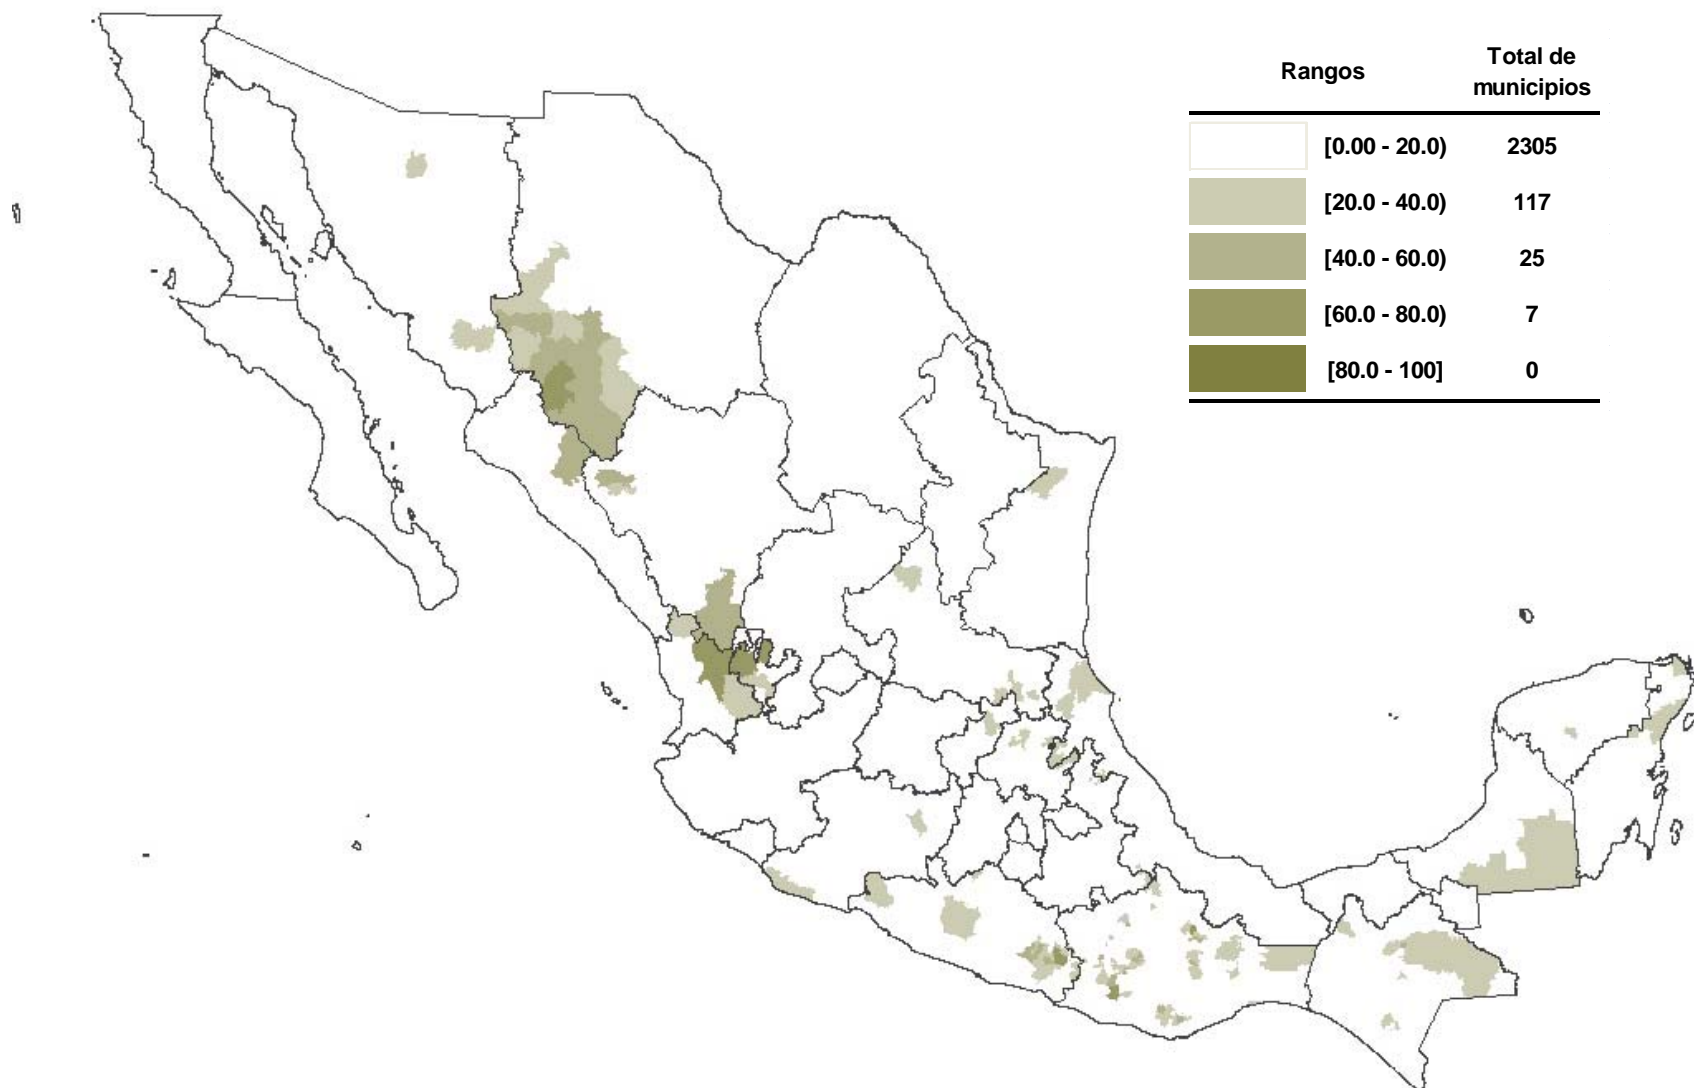 Rangos Total de municipios
[0.00 - 20.0) 2305
[20.0 - 40.0) 117
[40.0 - 60.0) 25
[60.0 - 80.0) 7
[80.0 - 100] 0